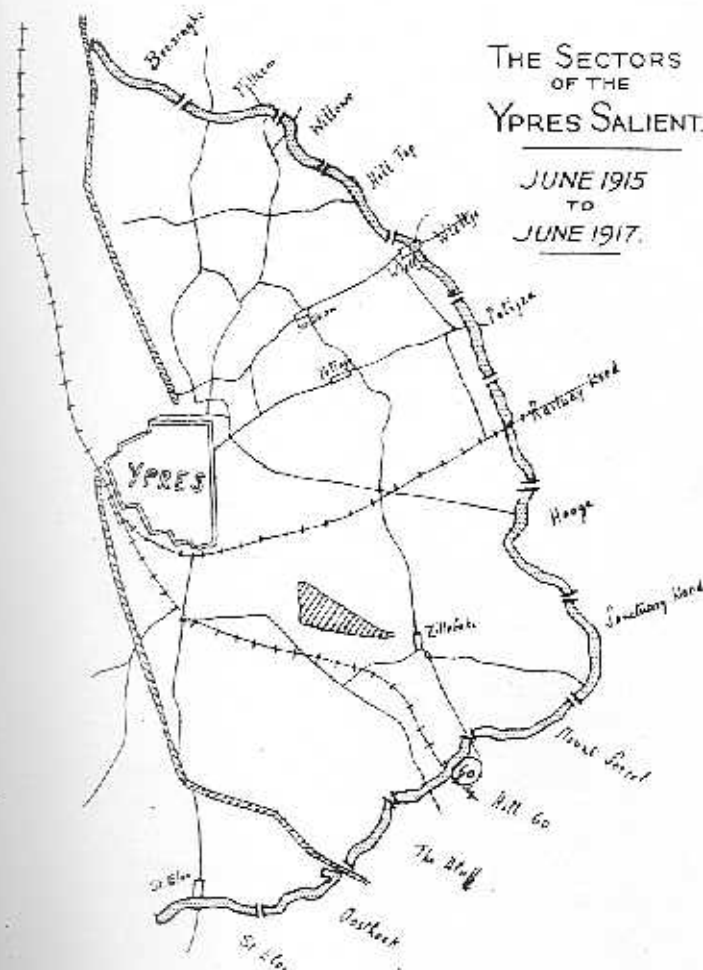 THE SECTORS
OF THE
YPRES SALIENT.
JUNE 1915
TO
JUNE 1917.
Boesinghe
Pilkem
Willows
Hill Top
Wieltje
Potijze
Railway Wood
YPRES
Hooge
Sanctuary Wood
Zillebeke
Mount Sorrel
60
Hill 60
The Bluff
St Eloi
Oosthoek
St Eloi